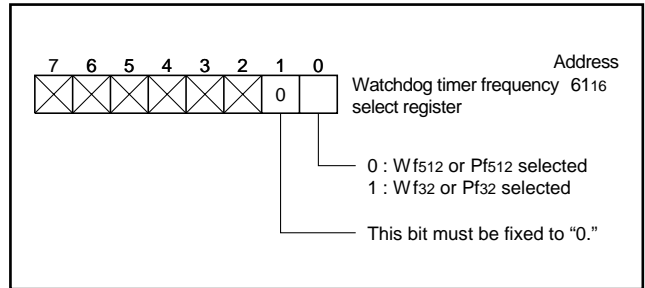 7 6 5 4 3 2 1 0 Address
0 Watchdog timer frequency 6116
select register
0 : Wf512 or Pf512 selected
1 : Wf32 or Pf32 selected
This bit must be fixed to “0.”